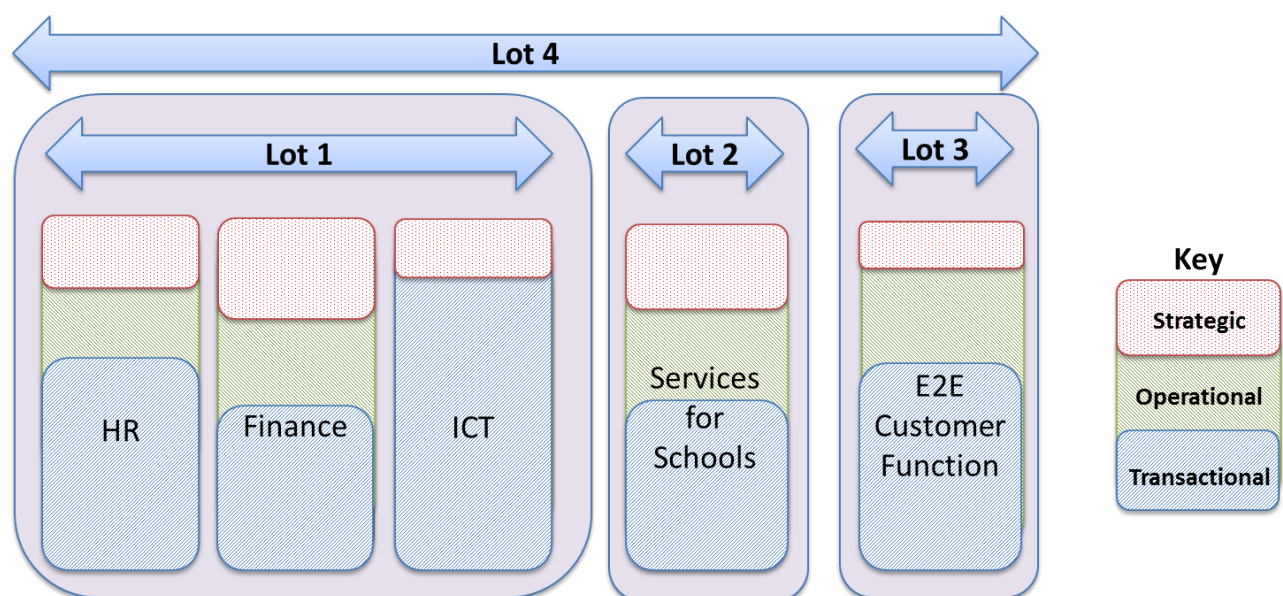 Lot 4
Lot 1
Lot 2
Lot 3
HR
Finance
ICT
Services
for
Schools
E2E
Customer
Function
Key
Strategic
Operational
Transactional